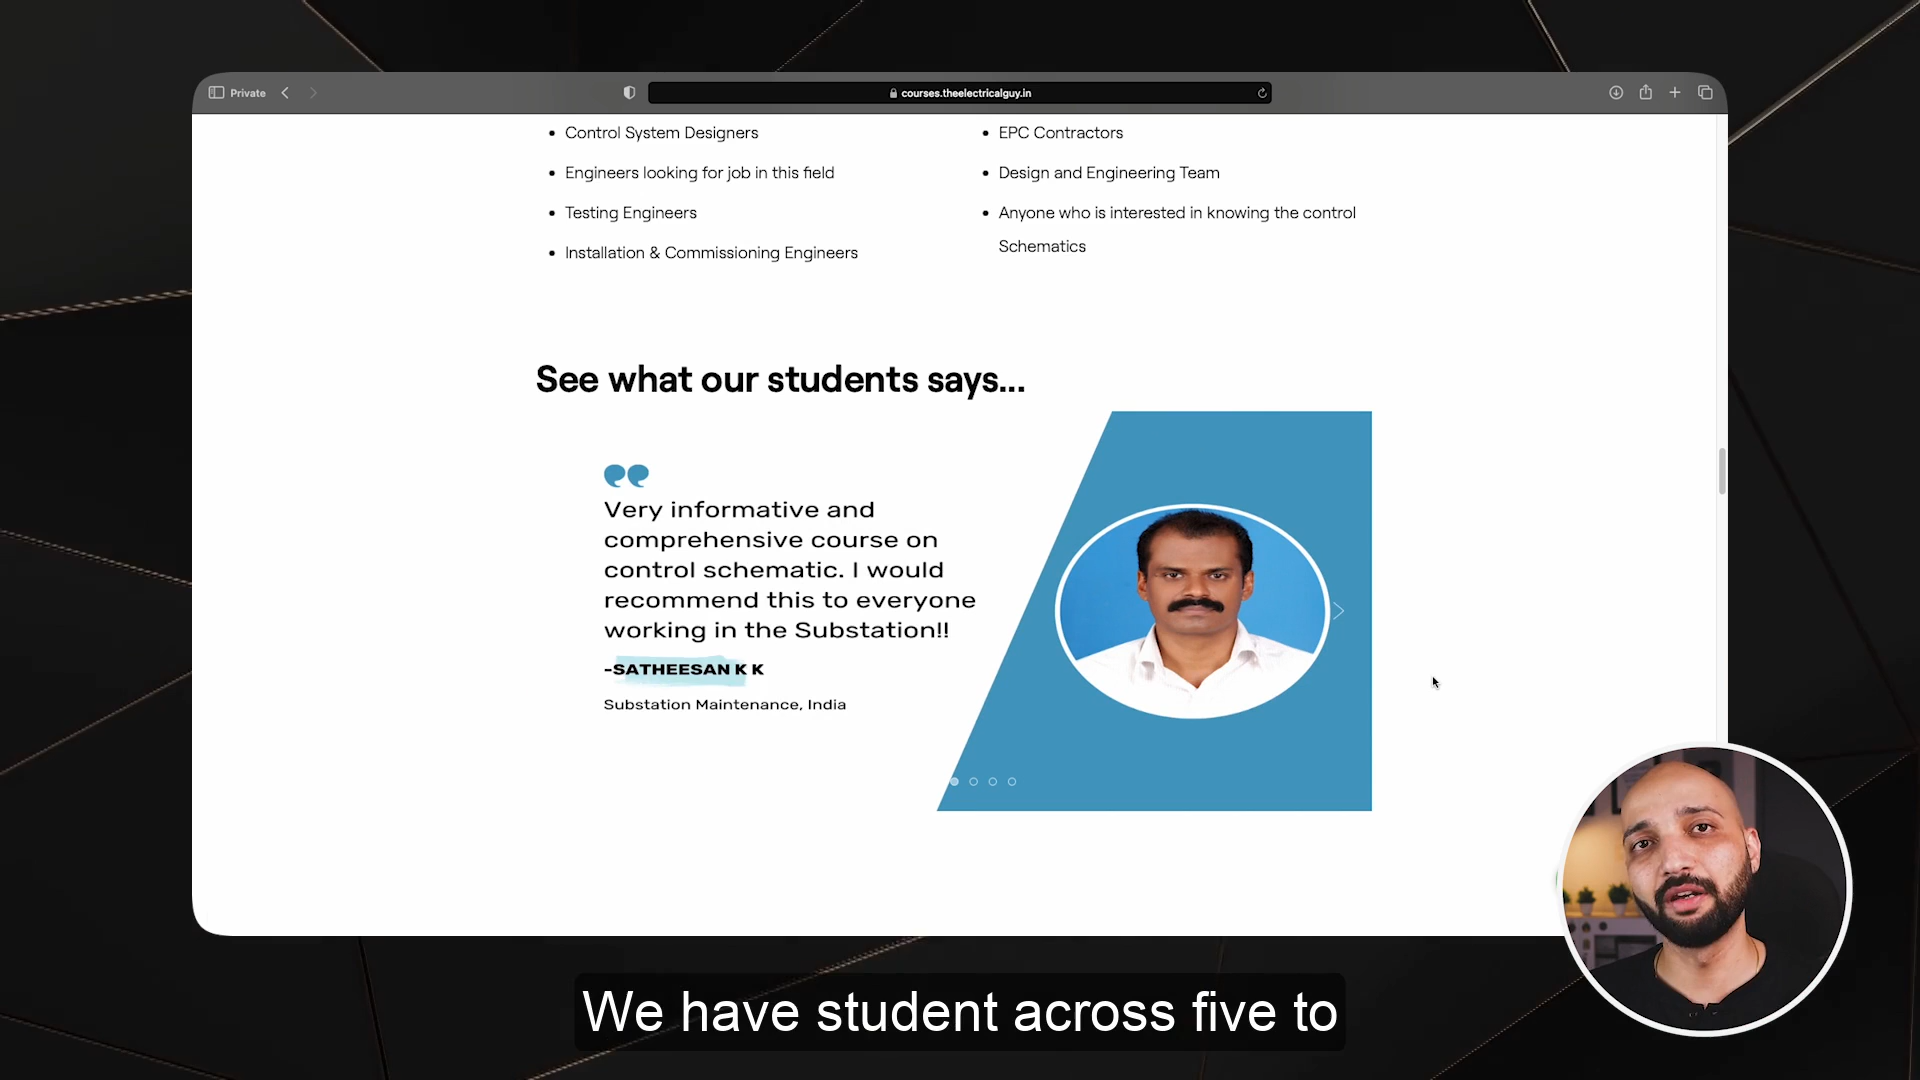 Private
courses.theelectricalguy.in
Control System Designers
Engineers looking for job in this field
Testing Engineers
Installation & Commissioning Engineers
EPC Contractors
Design and Engineering Team
Anyone who is interested in knowing the control
Schematics
See what our students says...
Very informative and
comprehensive course on
control schematic. I would
recommend this to everyone
working in the Substation!!
-SATHEESAN K K
Substation Maintenance, India
We have student across five to